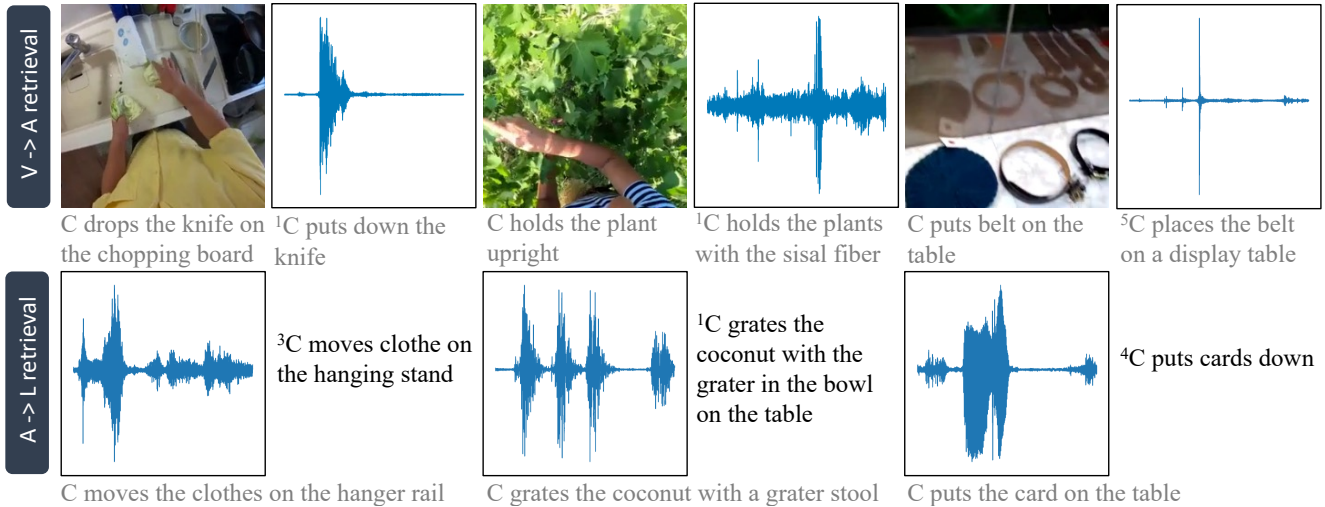 V -> A retrieval
C drops the knife on
the chopping board
¹C puts down the
knife
C holds the plant
upright
¹C holds the plants
with the sisal fiber
C puts belt on the
table
⁵C places the belt
on a display table
A -> L retrieval
³C moves clothe on
the hanging stand
¹C grates the
coconut with the
grater in the bowl
on the table
⁴C puts cards down
C moves the clothes on the hanger rail
C grates the coconut with a grater stool
C puts the card on the table